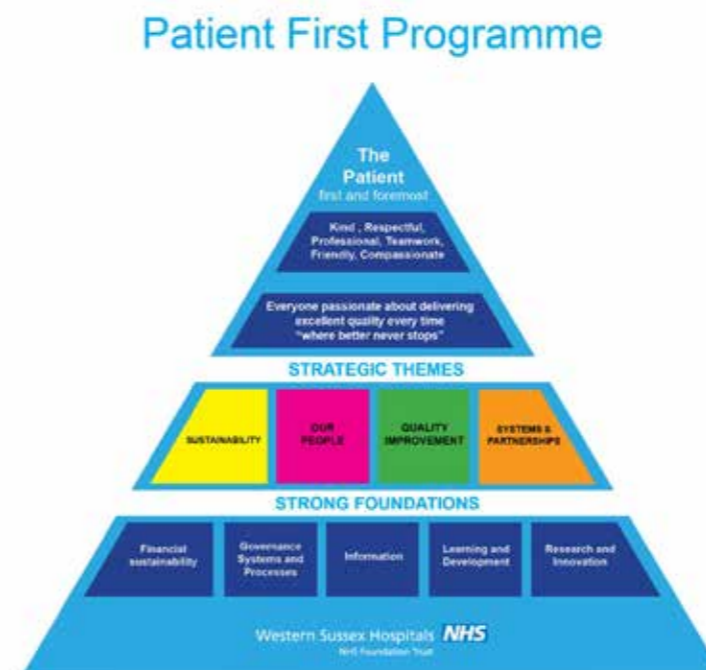 Patient First Programme
The
Patient
first and foremost
Kind , Respectful,
Professional, Teamwork,
Friendly, Compassionate
Everyone passionate about delivering
excellent quality every time
"where better never stops"
STRATEGIC THEMES
SUSTAINABILITY
OUR
PEOPLE
QUALITY
IMPROVEMENT
SYSTEMS &
PARTNERSHIPS
STRONG FOUNDATIONS
Financial
sustainability
Governance
Systems and
Processes
Information
Learning and
Development
Research and
Innovation
Western Sussex Hospitals NHS
NHS Foundation Trust